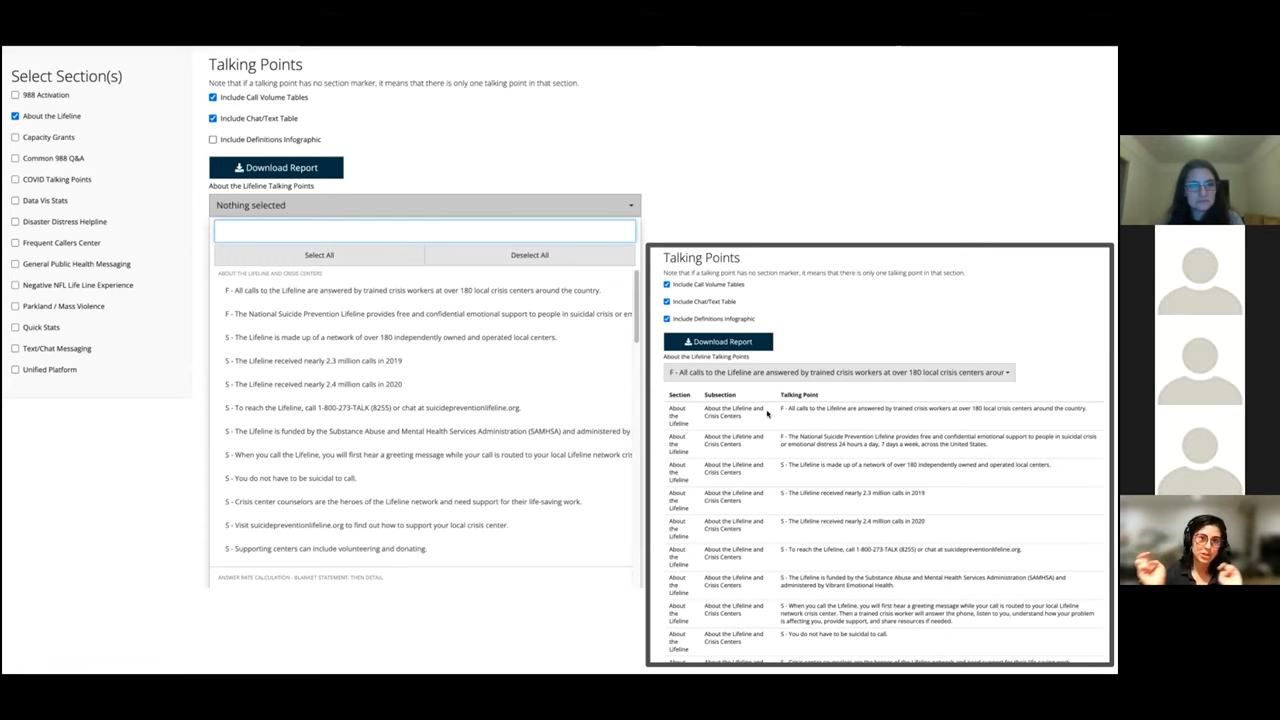 Select Section(s)
988 Activation
About the Lifeline
Capacity Grants
Common 988 Q&A
COVID Talking Points
Data Vis Stats
Disaster Distress Helpline
Frequent Callers Center
General Public Health Messaging
Negative NFL Life Line Experience
Parkland / Mass Violence
Quick Stats
Text/Chat Messaging
Unified Platform
Talking Points
Note that if a talking point has no section marker, it means that there is only one talking point in that section.
Include Call Volume Tables
Include Chat/Text Table
Include Definitions Infographic
Download Report
About the Lifeline Talking Points
Nothing selected
Select All Deselect All
ABOUT THE LIFELINE AND CRISIS CENTERS
F - All calls to the Lifeline are answered by trained crisis workers at over 180 local crisis centers around the country.
F - The National Suicide Prevention Lifeline provides free and confidential emotional support to people in suicidal crisis or em
S - The Lifeline is made up of a network of over 180 independently owned and operated local centers.
S - The Lifeline received nearly 2.3 million calls in 2019
S - The Lifeline received nearly 2.4 million calls in 2020
S - To reach the Lifeline, call 1-800-273-TALK (8255) or chat at suicidepreventionlifeline.org.
S - The Lifeline is funded by the Substance Abuse and Mental Health Services Administration (SAMHSA) and administered by
S - When you call the Lifeline, you will first hear a greeting message while your call is routed to your local Lifeline network cris
S - You do not have to be suicidal to call.
S - Crisis center counselors are the heroes of the Lifeline network and need support for their life-saving work.
S - Visit suicidepreventionlifeline.org to find out how to support your local crisis center.
S - Supporting centers can include volunteering and donating.
ANSWER RATE CALCULATION - BLANKET STATEMENT. THEN DETAIL
Talking Points
Note that if a talking point has no section marker, it means that there is only one talking point in that section.
Include Call Volume Tables
Include Chat/Text Table
Include Definitions Infographic
Download Report
About the Lifeline Talking Points
F - All calls to the Lifeline are answered by trained crisis workers at over 180 local crisis centers arour
Section Subsection Talking Point
About the Lifeline and F - All calls to the Lifeline are answered by trained crisis workers at over 180 local crisis centers around the country.
the Crisis Centers
Lifeline
About the Lifeline and F - The National Suicide Prevention Lifeline provides free and confidential emotional support to people in suicidal crisis
the Crisis Centers or emotional distress 24 hours a day, 7 days a week, across the United States.
Lifeline
About the Lifeline and S - The Lifeline is made up of a network of over 180 independently owned and operated local centers.
the Crisis Centers
Lifeline
About the Lifeline and S - The Lifeline received nearly 2.3 million calls in 2019
the Crisis Centers
Lifeline
About the Lifeline and S - The Lifeline received nearly 2.4 million calls in 2020
the Crisis Centers
Lifeline
About the Lifeline and S - To reach the Lifeline, call 1-800-273-TALK (8255) or chat at suicidepreventionlifeline.org.
the Crisis Centers
Lifeline
About the Lifeline and S - The Lifeline is funded by the Substance Abuse and Mental Health Services Administration (SAMHSA) and
the Crisis Centers administered by Vibrant Emotional Health.
Lifeline
About the Lifeline and S - When you call the Lifeline, you will first hear a greeting message while your call is routed to your local Lifeline
the Crisis Centers network crisis center. Then a trained crisis worker will answer the phone, listen to you, understand how your problem
Lifeline is affecting you, provide support, and share resources if needed.
About the Lifeline and S - You do not have to be suicidal to call.
the Crisis Centers
Lifeline